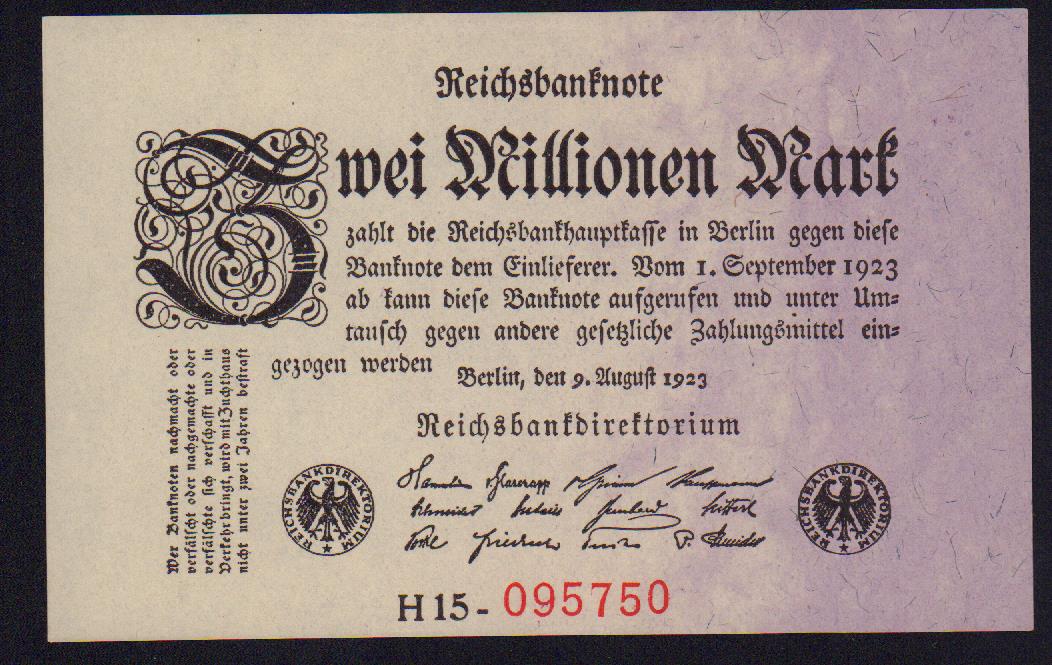 Reichsbanknote
Zwei Millionen Mark
zahlt die Reichsbankhauptkasse in Berlin gegen diese
Banknote dem Einlieferer. Vom 1. September 1923
ab kann diese Banknote aufgerufen und unter Um=
tausch gegen andere gesetzliche Zahlungsmittel ein=
gezogen werden
Berlin, den 9. August 1923
Reichsbankdirektorium
Wer Banknoten nachmacht oder
verfälscht oder nachgemachte oder
verfälschte sich verschafft und in
Verkehr bringt, wird mit Zuchthaus
nicht unter zwei Jahren bestraft
REICHSBANKDIREKTORIUM
REICHSBANKDIREKTORIUM
H15-095750